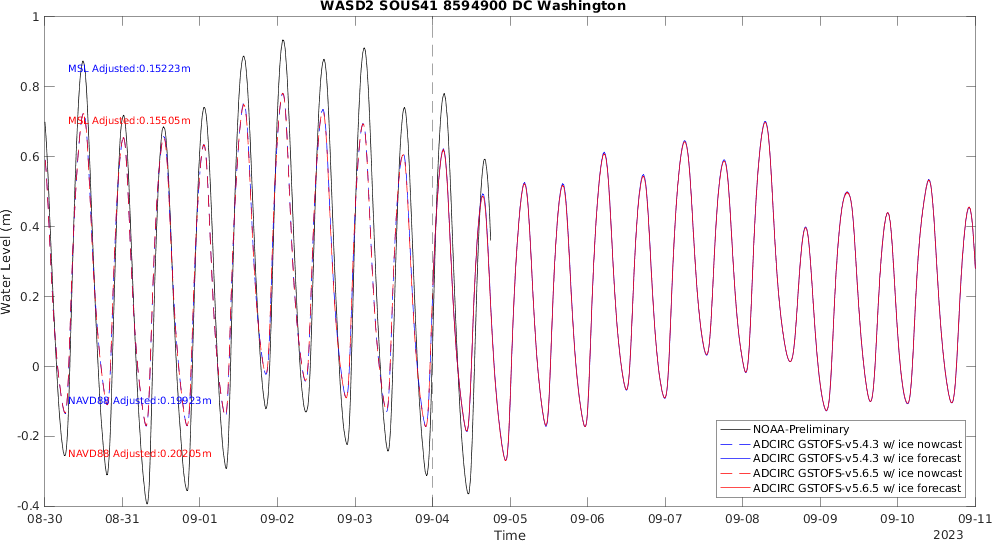 WASD2 SOUS41 8594900 DC Washington
1
0.8
0.6
0.4
0.2
0
-0.2
-0.4
Water Level (m)
MSL Adjusted:0.15223m
MSL Adjusted:0.15505m
NAVD88 Adjusted:0.19923m
NAVD88 Adjusted:0.20205m
NOAA-Preliminary
ADCIRC GSTOFS-v5.4.3 w/ ice nowcast
ADCIRC GSTOFS-v5.4.3 w/ ice forecast
ADCIRC GSTOFS-v5.6.5 w/ ice nowcast
ADCIRC GSTOFS-v5.6.5 w/ ice forecast
08-30 08-31 09-01 09-02 09-03 09-04 09-05 09-06 09-07 09-08 09-09 09-10 09-11
Time
2023